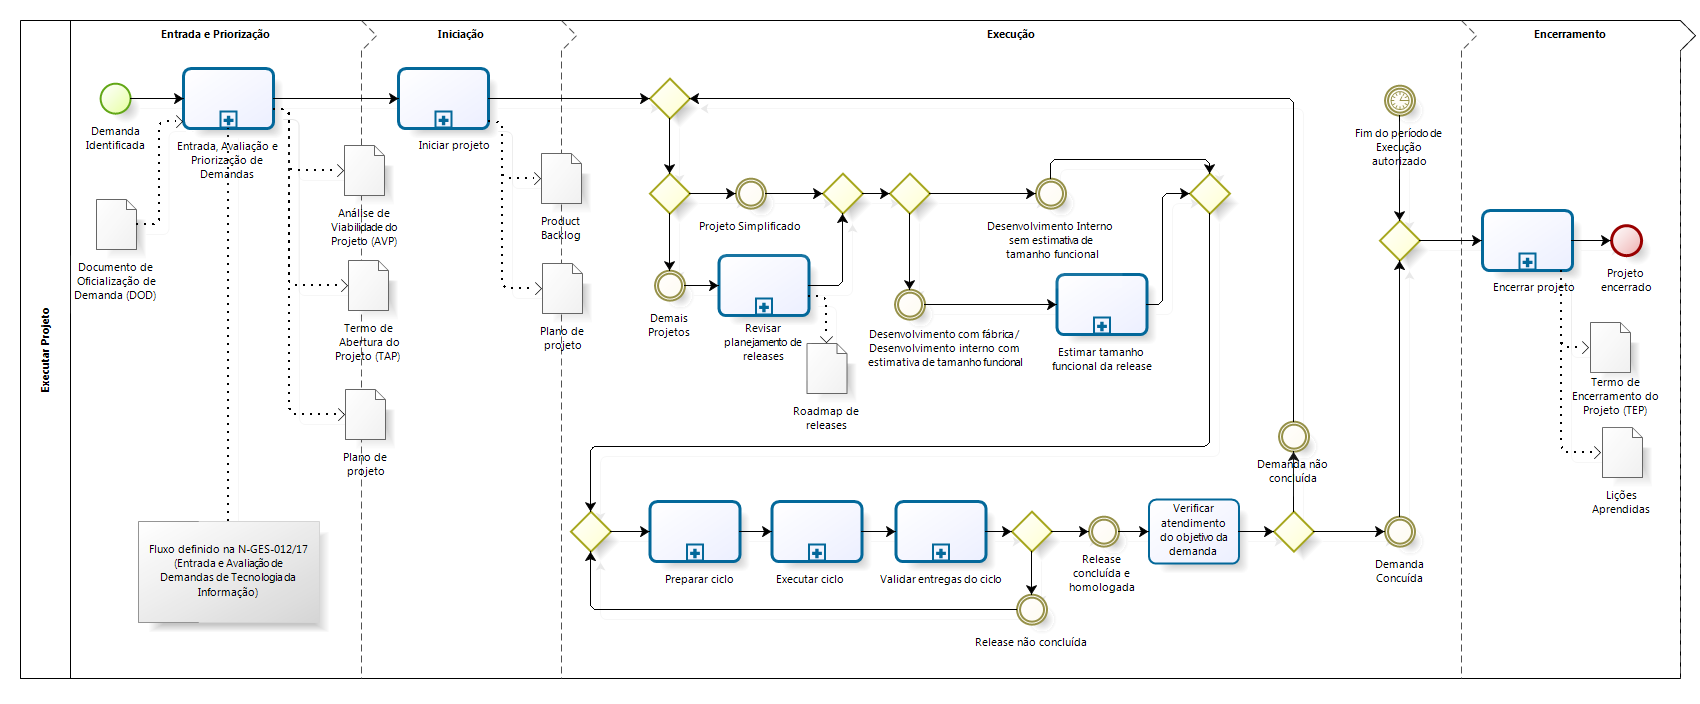 Executar Projeto
Entrada e Priorização
Iniciação
Execução
Encerramento
Demanda
Identificada
Entrada, Avaliação e
Priorização de
Demandas
Documento de
Oficialização de
Demanda (DOD)
Análise de
Viabilidade do
Projeto (AVP)
Termo de
Abertura do
Projeto (TAP)
Plano de
projeto
Fluxo definido na N-GES-012/17
(Entrada e Avaliação de
Demandas de Tecnologia da
Informação)
Iniciar projeto
Product
Backlog
Plano de
projeto
Projeto Simplificado
Demais
Projetos
Revisar
planejamento de
releases
Roadmap de
releases
Desenvolvimento Interno
sem estimativa de
tamanho funcional
Desenvolvimento com fábrica/
Desenvolvimento interno com
estimativa de tamanho funcional
Estimar tamanho
funcional da release
Preparar ciclo
Executar ciclo
Validar entregas do ciclo
Release não concluída
Release
concluída e
homologada
Verificar
atendimento
do objetivo da
demanda
Demanda não
concluída
Demanda
Concuída
Fim do período de
Execução
autorizado
Encerrar projeto
Projeto
encerrado
Termo de
Encerramento do
Projeto (TEP)
Lições
Aprendidas